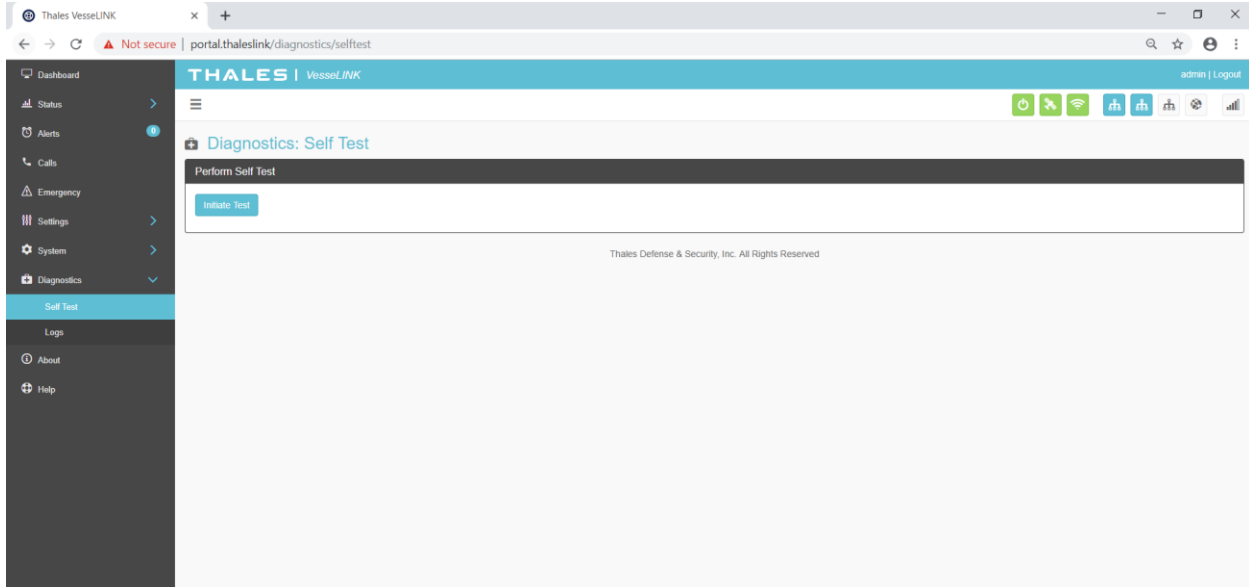 Thales VesseLINK
Not secure | portal.thaleslink/diagnostics/selftest
Dashboard
THALES | VesseLINK
admin | Logout
Status
Alerts
0
Calls
Emergency
Settings
System
Diagnostics
Self Test
Logs
About
Help
Diagnostics: Self Test
Perform Self Test
Initiate Test
Thales Defense & Security, Inc. All Rights Reserved